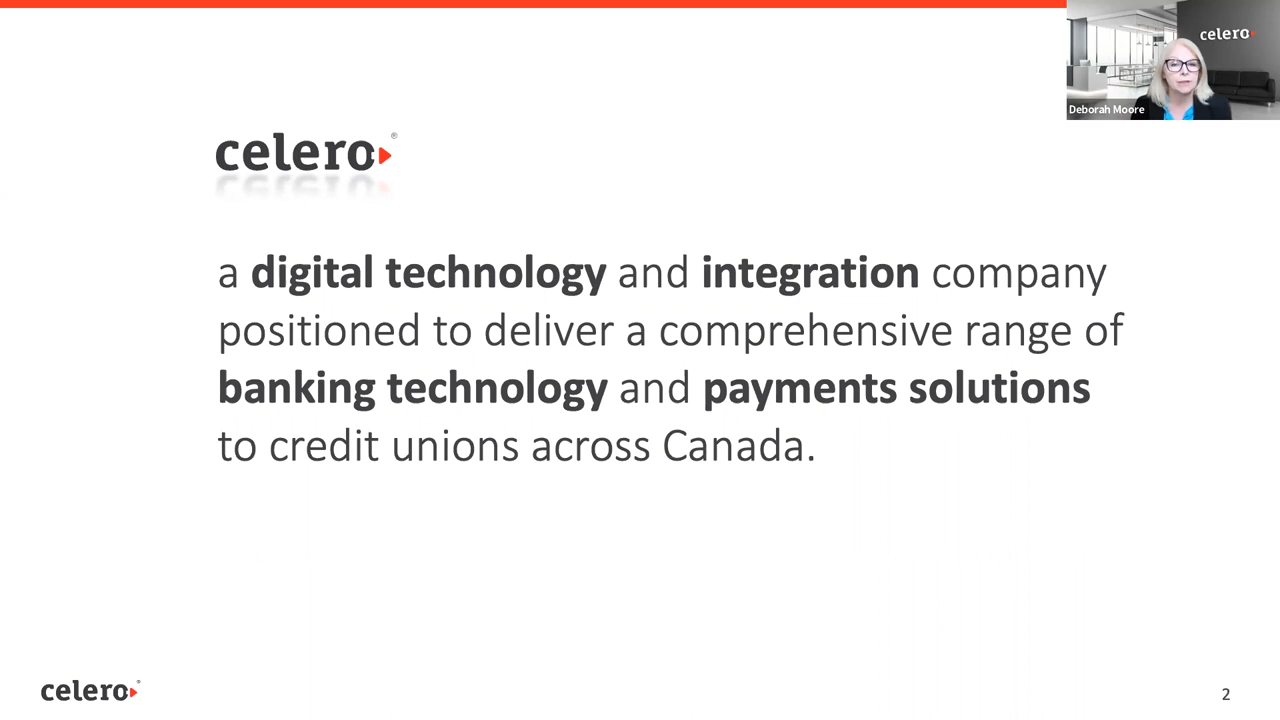 celero
Deborah Moore
celero®
a digital technology and integration company
positioned to deliver a comprehensive range of
banking technology and payments solutions
to credit unions across Canada.
celero®
2